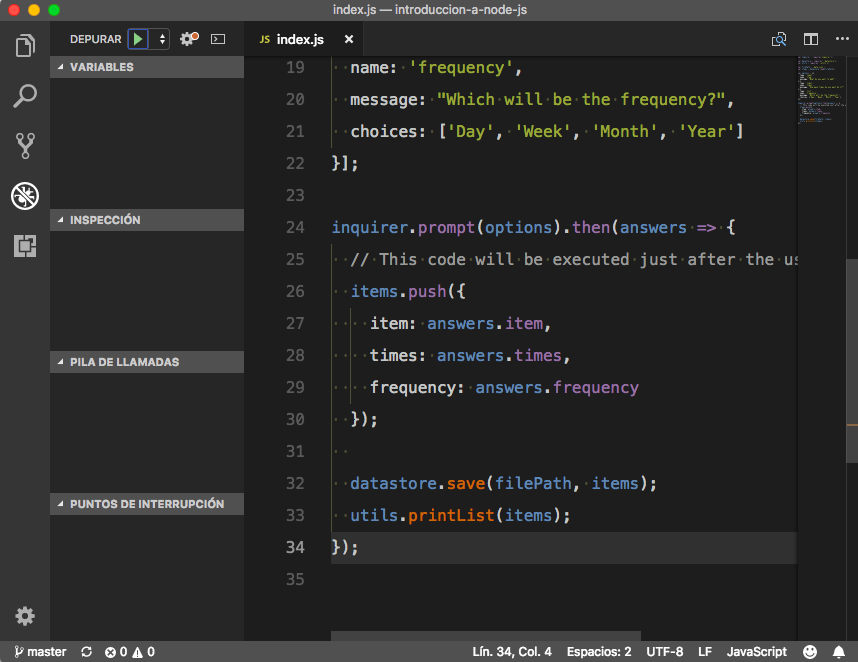 index.js — introduccion-a-node-js
DEPURAR
JS index.js
VARIABLES
INSPECCIÓN
PILA DE LLAMADAS
PUNTOS DE INTERRUPCIÓN
19 name: 'frequency',
20 message: "Which will be the frequency?",
21 choices: ['Day', 'Week', 'Month', 'Year']
22 }];
23
24 inquirer.prompt(options).then(answers => {
25 // This code will be executed just after the us
26 items.push({
27 item: answers.item,
28 times: answers.times,
29 frequency: answers.frequency
30 });
31
32 datastore.save(filePath, items);
33 utils.printList(items);
34 });
35
master 0 0 Lín. 34, Col. 4 Espacios: 2 UTF-8 LF JavaScript